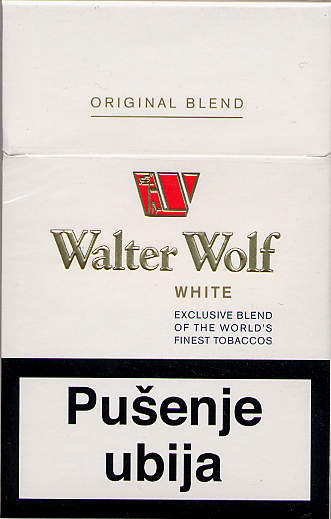 ORIGINAL BLEND
Walter Wolf
WHITE
EXCLUSIVE BLEND
OF THE WORLD'S
FINEST TOBACCOS
Pušenje
ubija